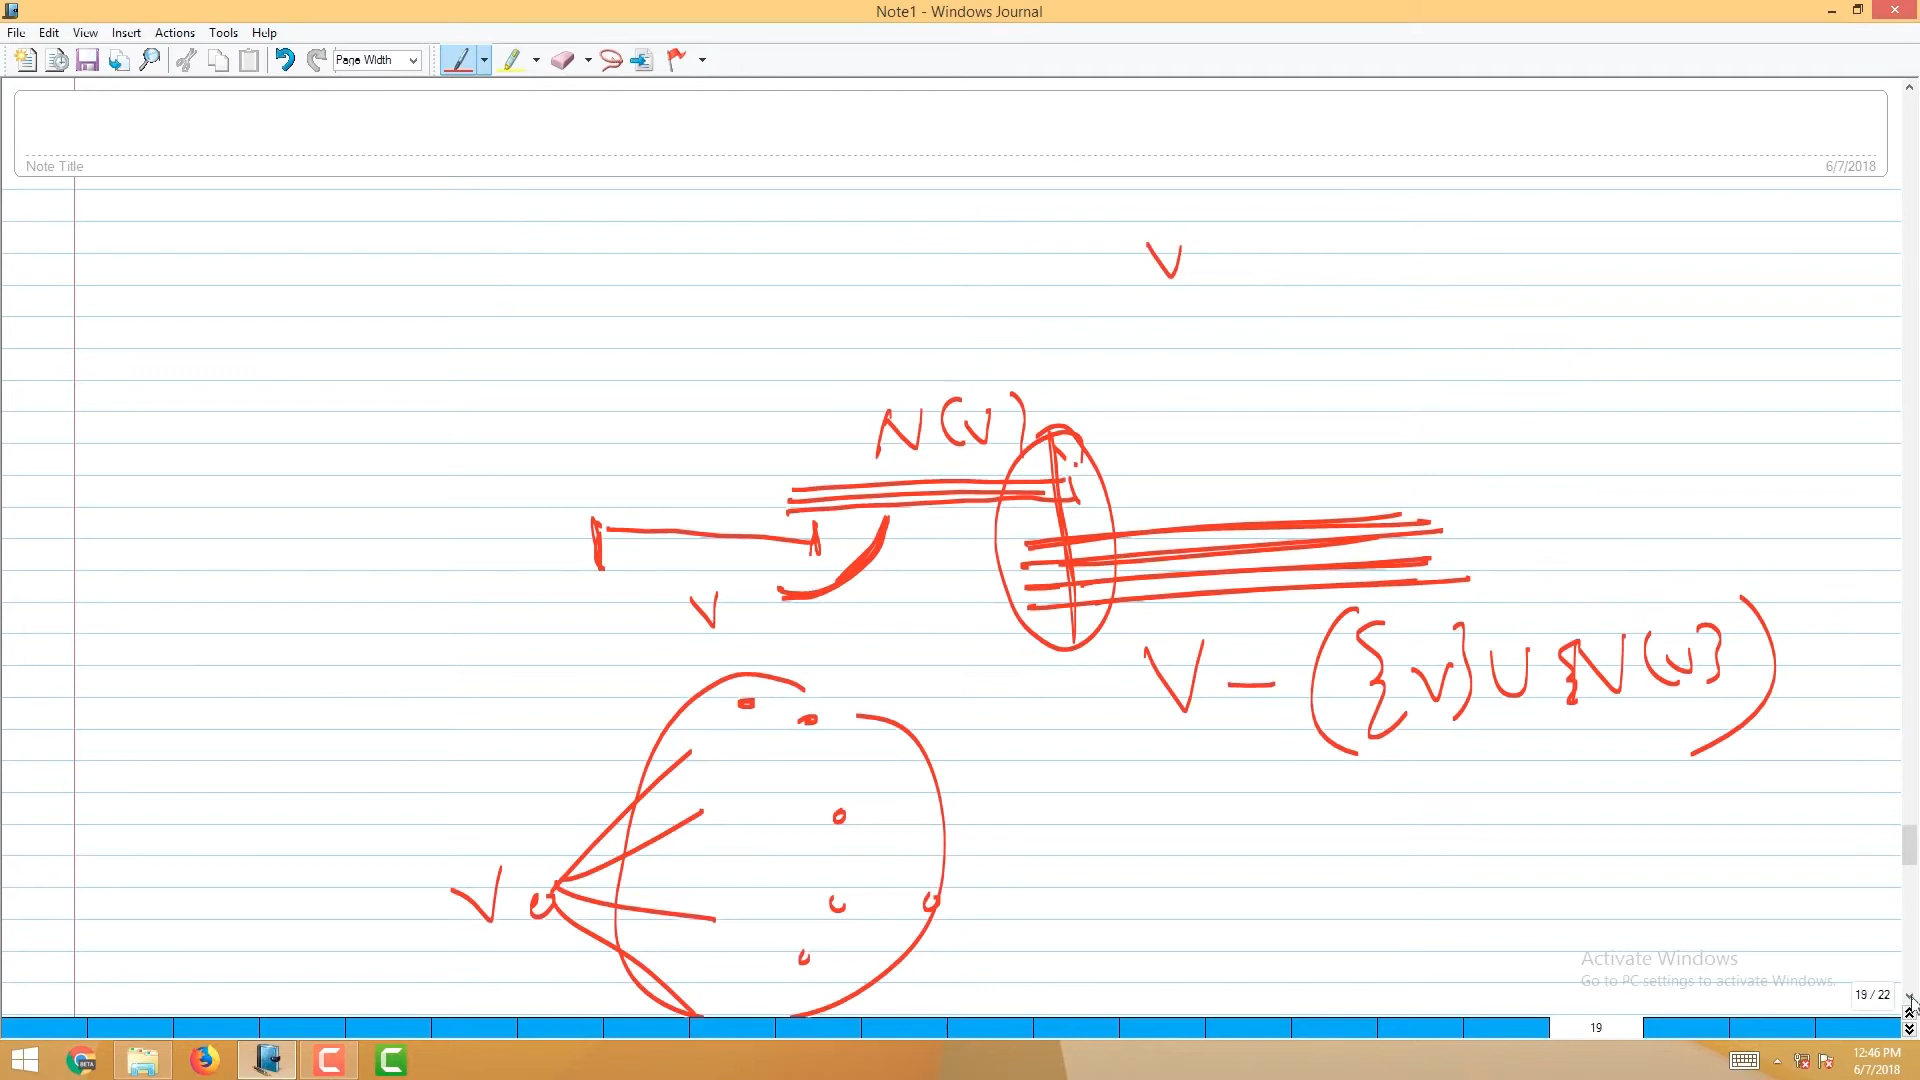 Note1 - Windows Journal
File Edit View Insert Actions Tools Help
Page Width
Note Title
6/7/2018
V
N(v)
v
V - ({v} U {N(v)})
V
Activate Windows
Go to PC settings to activate Windows.
19 / 22
19
BETA
12:46 PM
6/7/2018